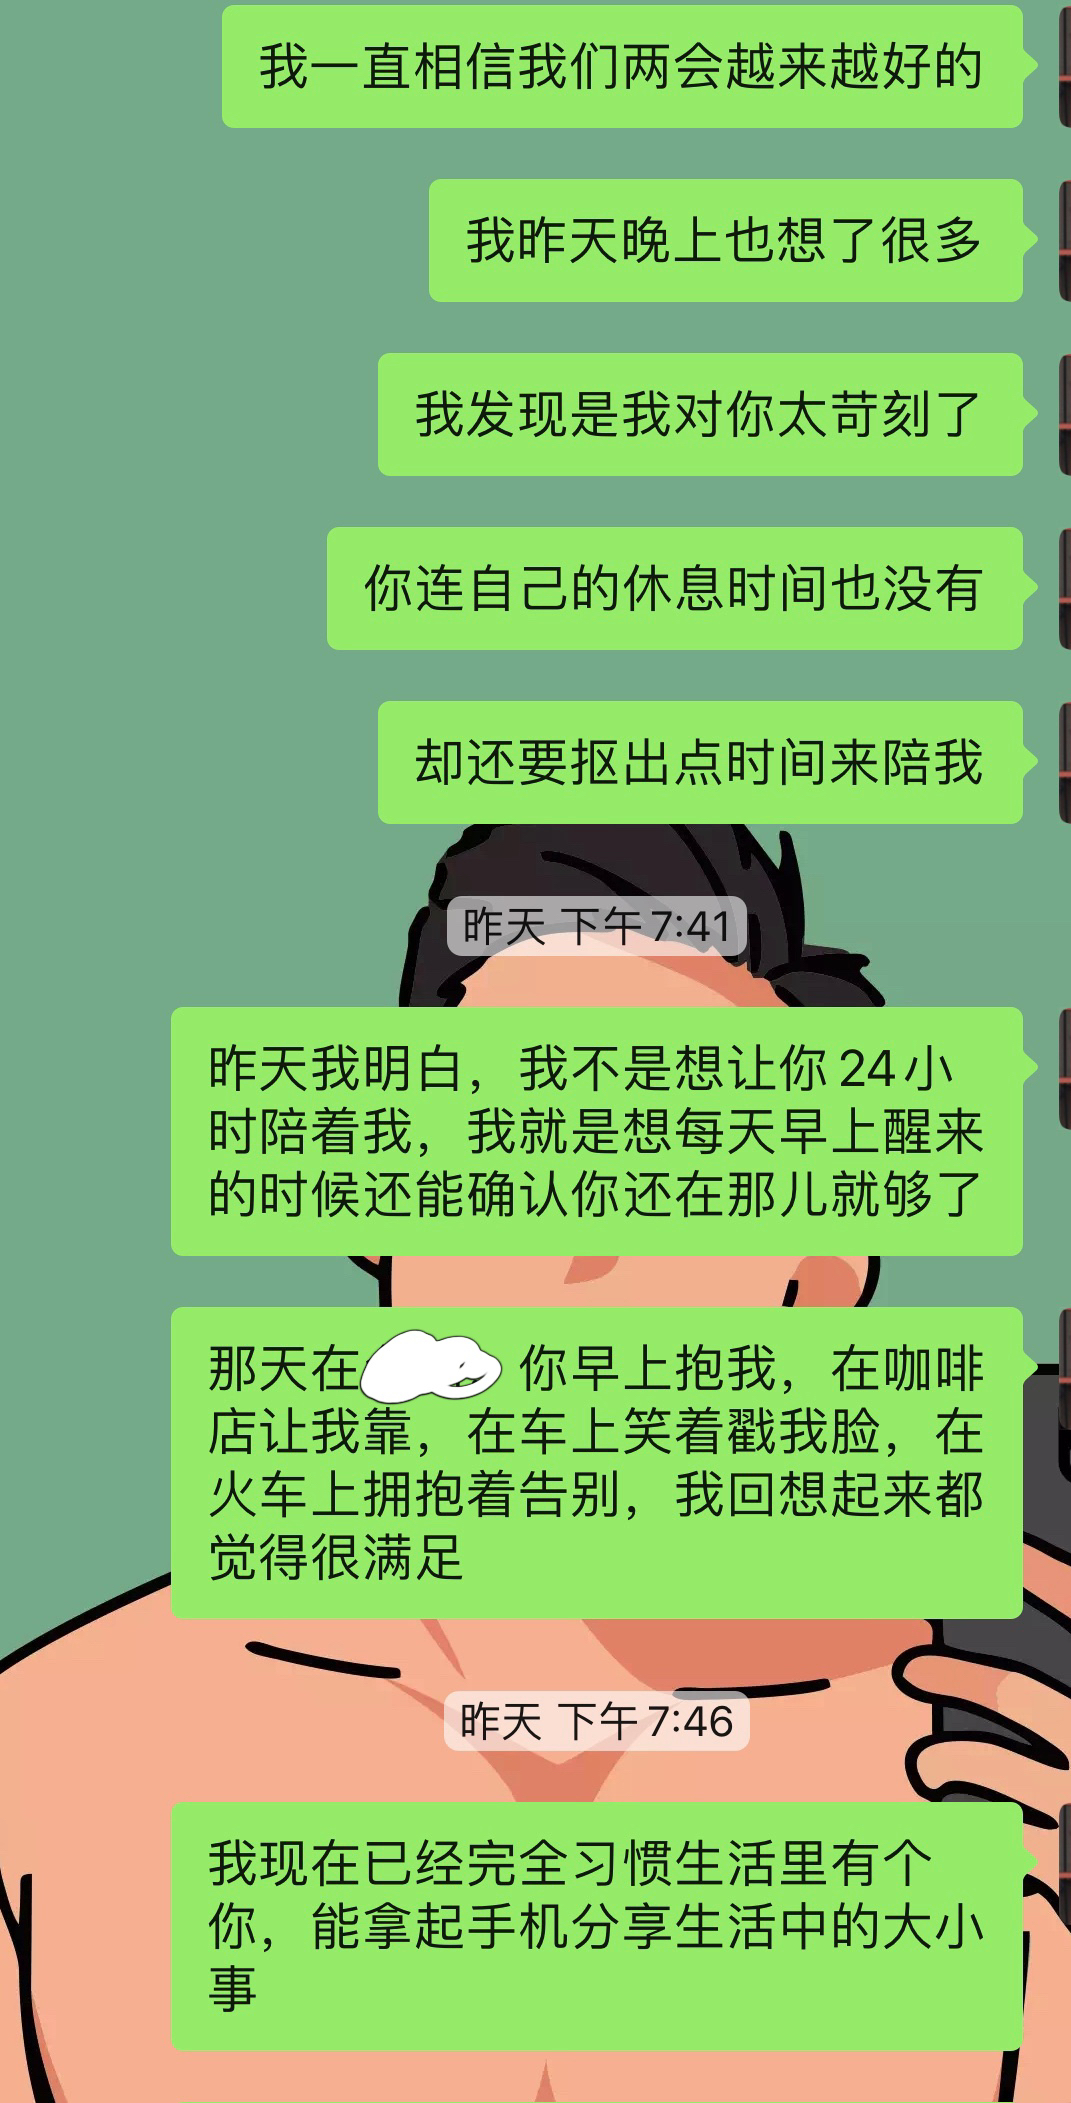 我一直相信我们两会越来越好的
我昨天晚上也想了很多
我发现是我对你太苛刻了
你连自己的休息时间也没有
却还要抠出点时间来陪我
昨天 下午 7:41
昨天我明白，我不是想让你 24 小
时陪着我，我就是想每天早上醒来
的时候还能确认你还在那儿就够了
那天在 你早上抱我，在咖啡
店让我靠，在车上笑着戳我脸，在
火车上拥抱着告别，我回想起来都
觉得很满足
昨天 下午 7:46
我现在已经完全习惯生活里有个
你，能拿起手机分享生活中的大小
事